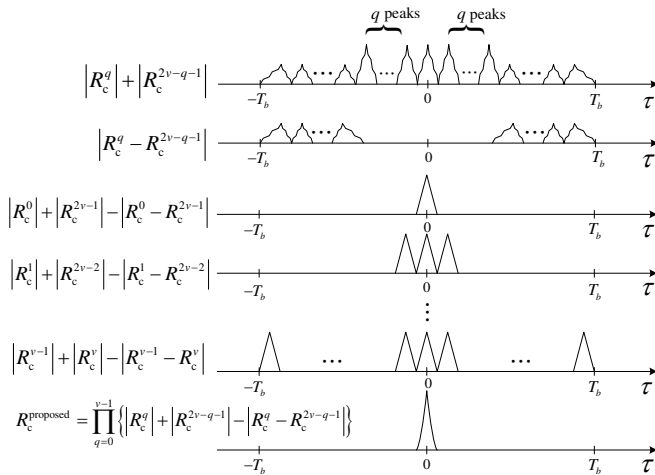 q peaks q peaks
|R_c^q| + |R_c^{2v-q-1}|
... ... ... ...
-T_b 0 T_b τ
|R_c^q - R_c^{2v-q-1}|
... ...
-T_b 0 T_b τ
|R_c^0| + |R_c^{2v-1}| - |R_c^0 - R_c^{2v-1}|
-T_b 0 T_b τ
|R_c^1| + |R_c^{2v-2}| - |R_c^1 - R_c^{2v-2}|
-T_b 0 T_b τ
⋮
|R_c^{v-1}| + |R_c^v| - |R_c^{v-1} - R_c^v|
... ...
-T_b 0 T_b τ
R_c^{proposed} = ∏_{q=0}^{v-1} {|R_c^q| + |R_c^{2v-q-1}| - |R_c^q - R_c^{2v-q-1}|}
-T_b 0 T_b τ